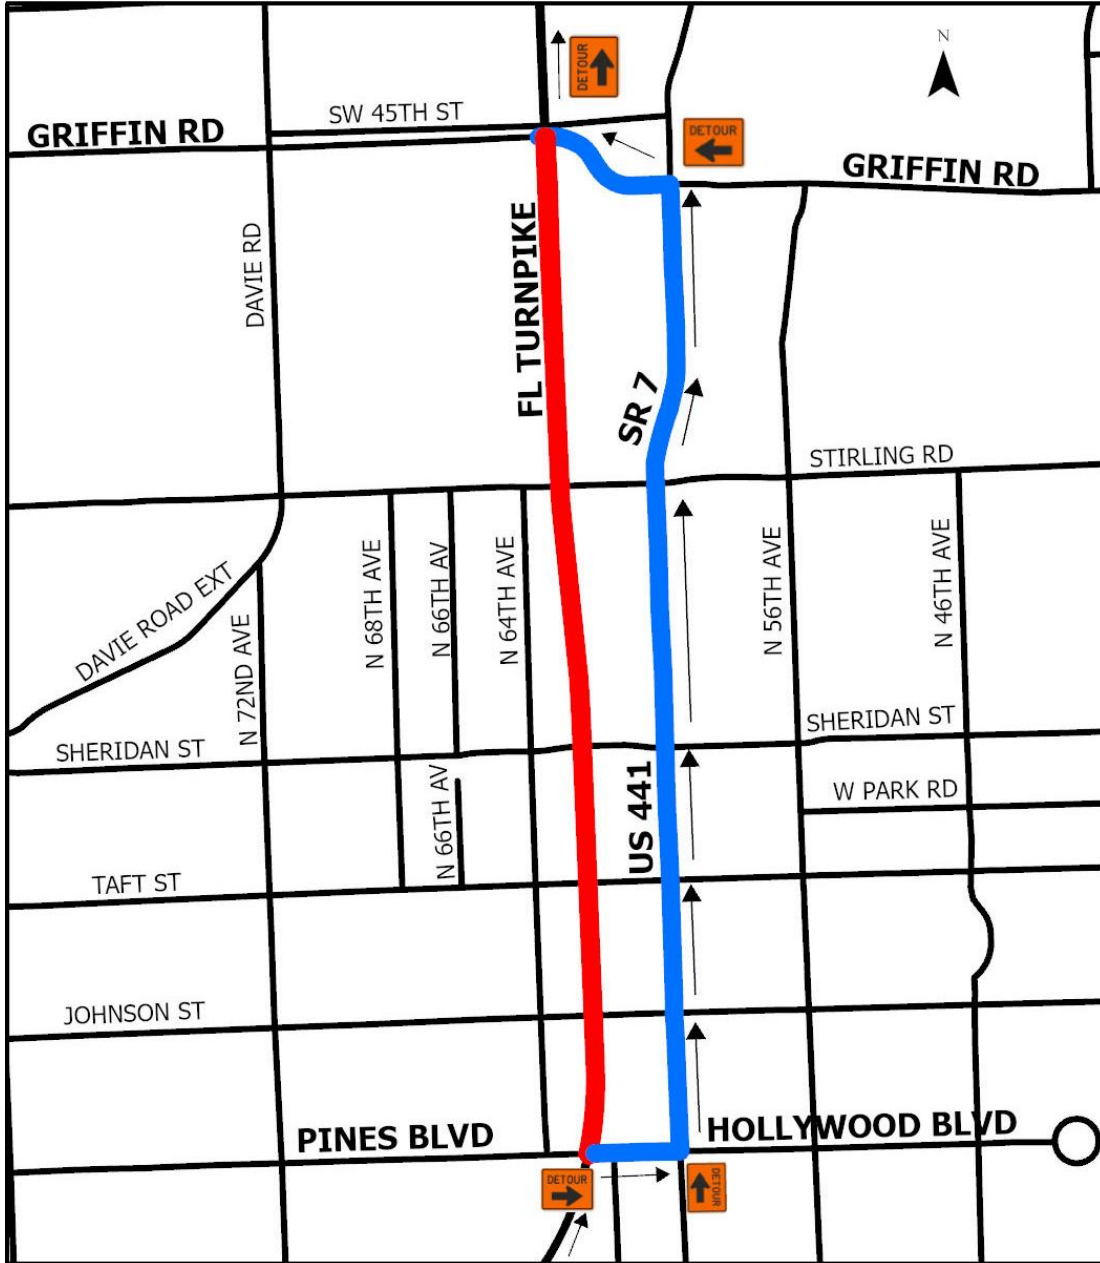 DETOUR
N
SW 45TH ST
GRIFFIN RD
DETOUR
GRIFFIN RD
DAVIE RD
FL TURNPIKE
SR 7
STIRLING RD
DAVIE ROAD EXT
N 72ND AVE
N 68TH AVE
N 66TH AV
N 64TH AVE
N 56TH AVE
N 46TH AVE
SHERIDAN ST
SHERIDAN ST
N 66TH AV
US 441
W PARK RD
TAFT ST
JOHNSON ST
PINES BLVD
HOLLYWOOD BLVD
DETOUR
DETOUR